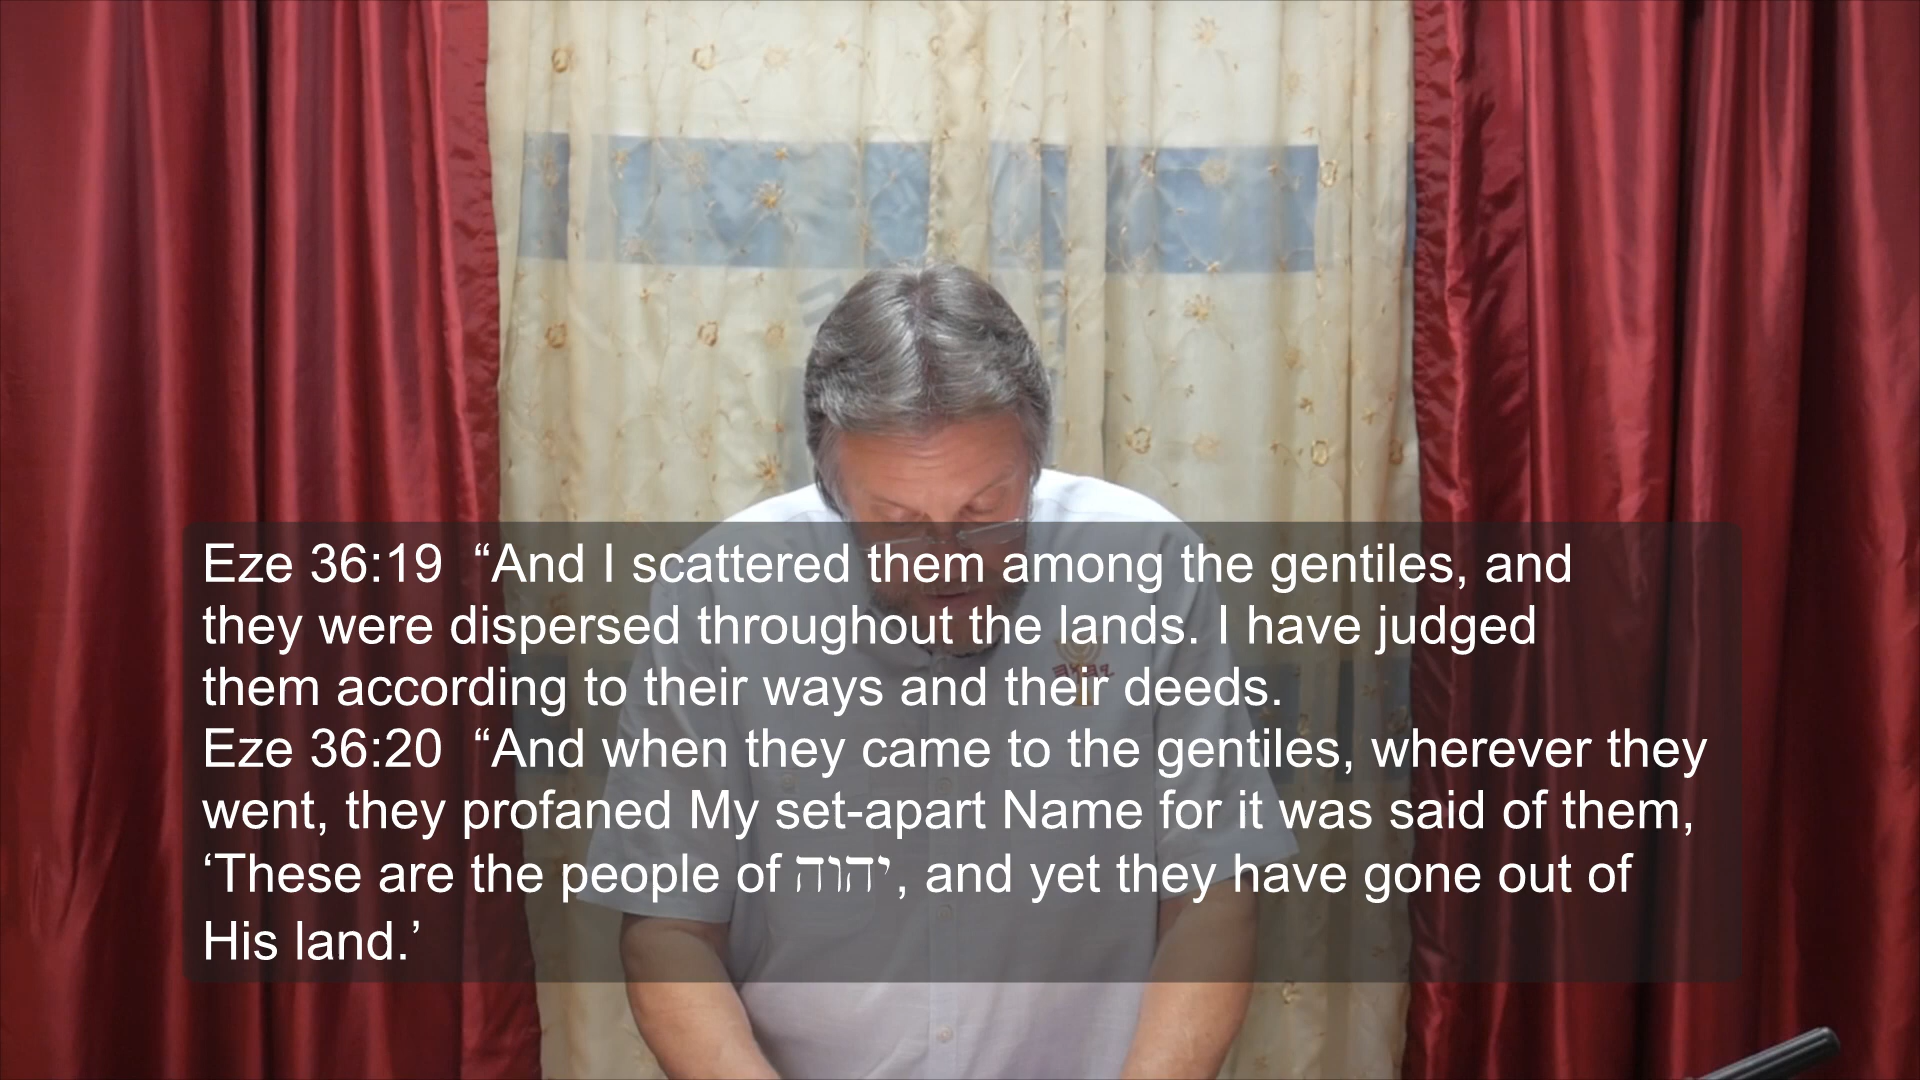 Eze 36:19  “And I scattered them among the gentiles, and
they were dispersed throughout the lands. I have judged
them according to their ways and their deeds.
Eze 36:20  “And when they came to the gentiles, wherever they
went, they profaned My set-apart Name for it was said of them,
‘These are the people of יהוה, and yet they have gone out of
His land.’